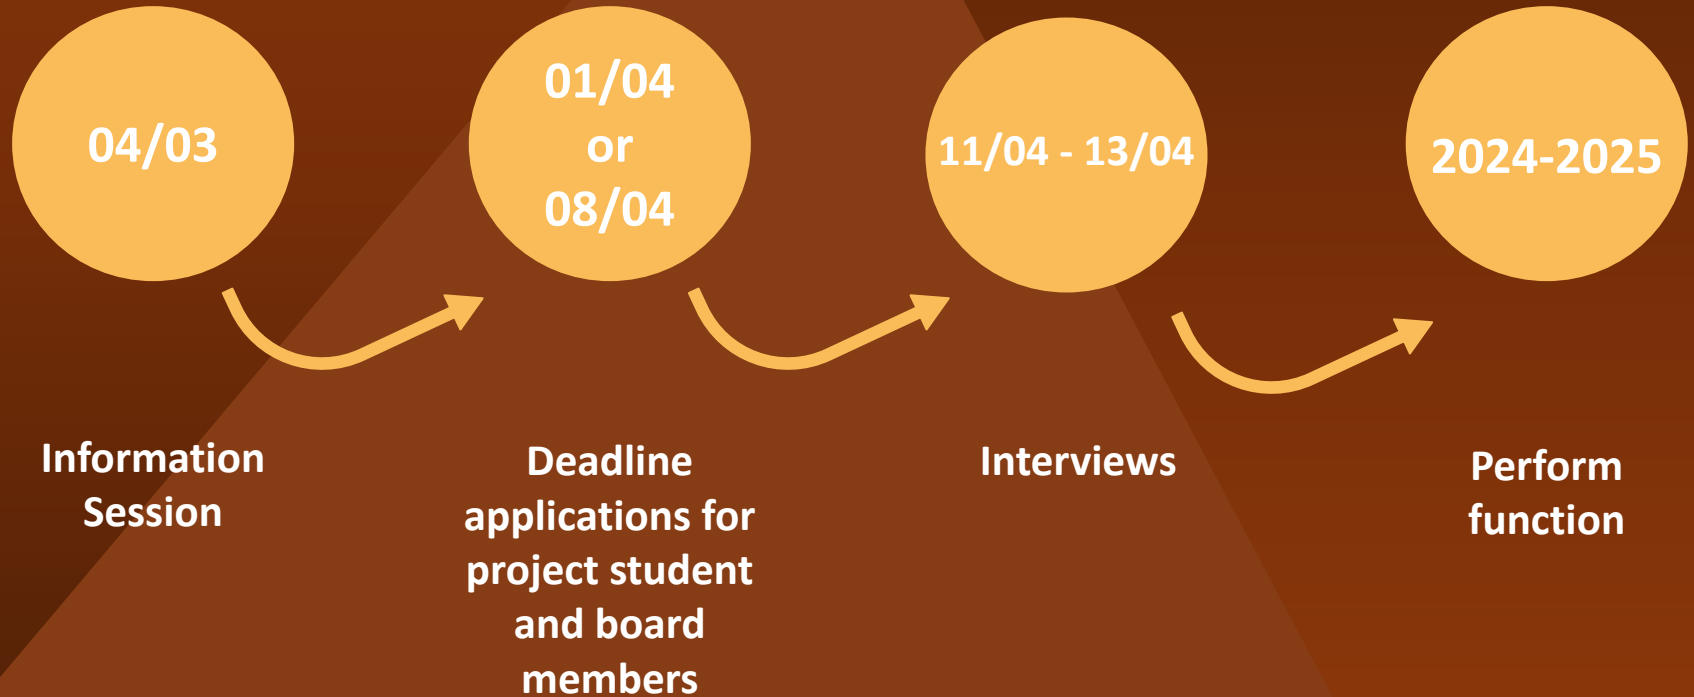 04/03
01/04
or
08/04
11/04 - 13/04
2024-2025
Information
Session
Deadline
applications for
project student
and board
members
Interviews
Perform
function